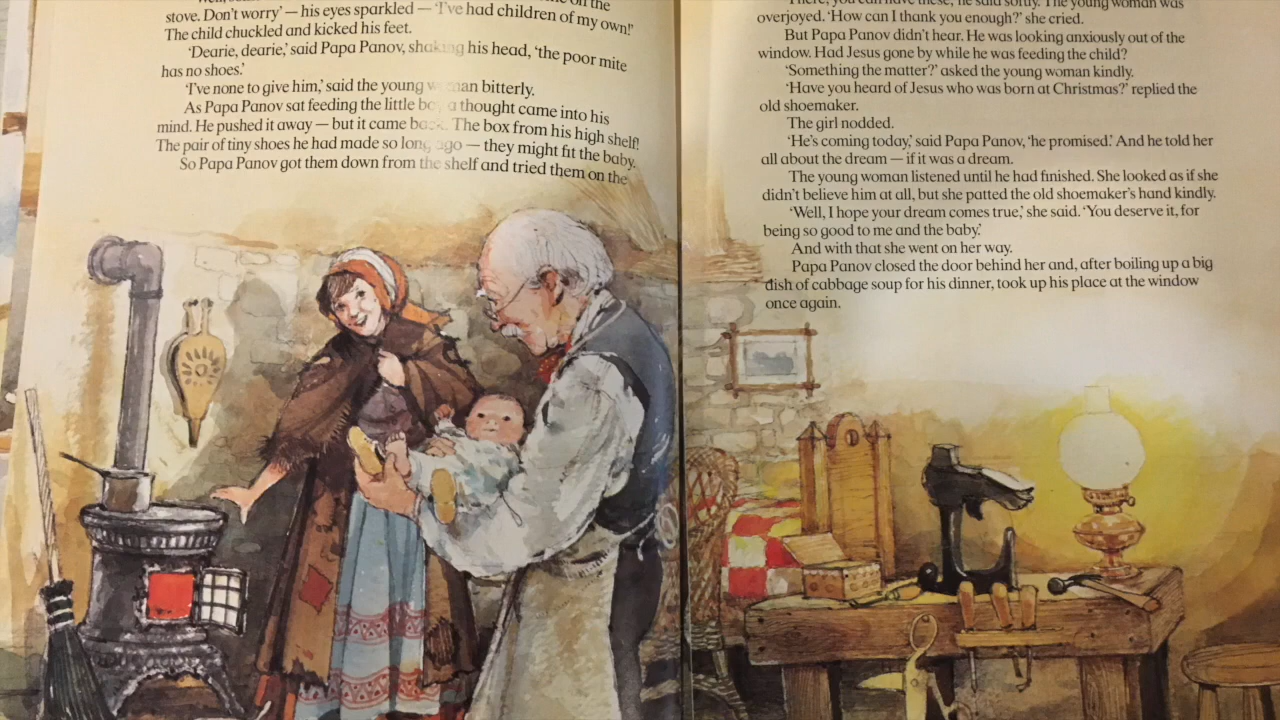 stove. Don't worry' — his eyes sparkled — 'I've had children of my own!'
The child chuckled and kicked his feet.
'Dearie, dearie,' said Papa Panov, shaking his head, 'the poor mite
has no shoes.'
'I've none to give him,' said the young woman bitterly.
As Papa Panov sat feeding the little boy, a thought came into his
mind. He pushed it away — but it came back. The box from his high shelf!
The pair of tiny shoes he had made so long ago — they might fit the baby.
So Papa Panov got them down from the shelf and tried them on the
you can have these,' he said softly. The young woman was
overjoyed. 'How can I thank you enough?' she cried.
But Papa Panov didn't hear. He was looking anxiously out of the
window. Had Jesus gone by while he was feeding the child?
'Something the matter?' asked the young woman kindly.
'Have you heard of Jesus who was born at Christmas?' replied the
old shoemaker.
The girl nodded.
'He's coming today,' said Papa Panov, 'he promised.' And he told her
all about the dream — if it was a dream.
The young woman listened until he had finished. She looked as if she
didn't believe him at all, but she patted the old shoemaker's hand kindly.
'Well, I hope your dream comes true,' she said. 'You deserve it, for
being so good to me and the baby.'
And with that she went on her way.
Papa Panov closed the door behind her and, after boiling up a big
dish of cabbage soup for his dinner, took up his place at the window
once again.